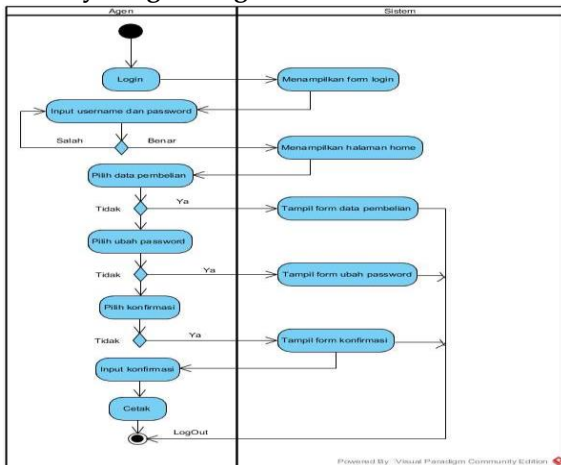 Agen
Sistem
Login
Menampilkan form login
Input username dan password
Salah
Benar
Menampilkan halaman home
Pilih data pembelian
Ya
Tidak
Tampil form data pembelian
Pilih ubah password
Ya
Tidak
Tampil form ubah password
Pilih konfirmasi
Ya
Tidak
Tampil form konfirmasi
Input konfirmasi
Cetak
LogOut
Powered By Visual Paradigm Community Edition